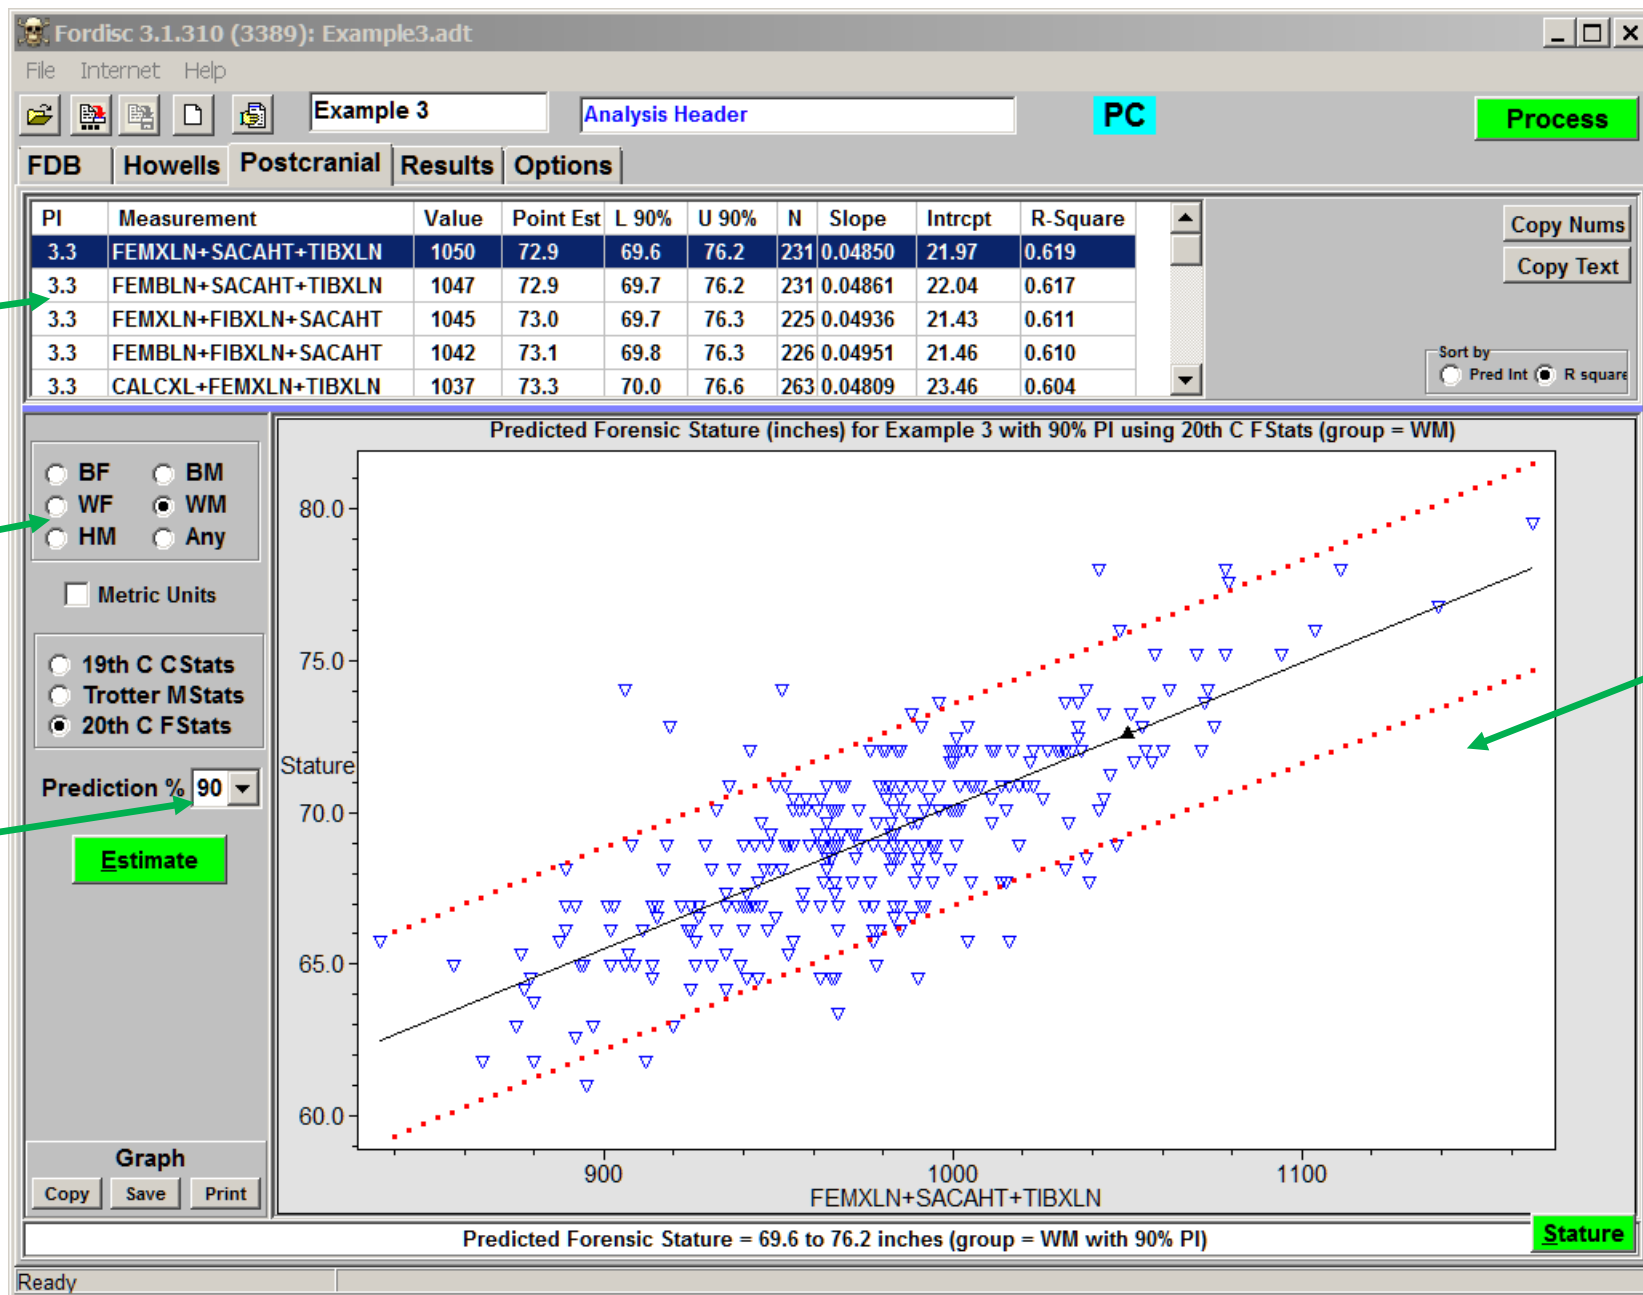 Fordisc 3.1.310 (3389): Example3.adt
File Internet Help
Example 3 Analysis Header PC Process
FDB Howells Postcranial Results Options
PI Measurement Value Point Est L 90% U 90% N Slope Intrcpt R-Square
3.3 FEMXLN+SACAHT+TIBXLN 1050 72.9 69.6 76.2 231 0.04850 21.97 0.619
3.3 FEMBLN+SACAHT+TIBXLN 1047 72.9 69.7 76.2 231 0.04861 22.04 0.617
3.3 FEMXLN+FIBXLN+SACAHT 1045 73.0 69.7 76.3 225 0.04936 21.43 0.611
3.3 FEMBLN+FIBXLN+SACAHT 1042 73.1 69.8 76.3 226 0.04951 21.46 0.610
3.3 CALCXL+FEMXLN+TIBXLN 1037 73.3 70.0 76.6 263 0.04809 23.46 0.604
Copy Nums
Copy Text
Sort by
Pred Int R square
BF BM
WF WM
HM Any
Metric Units
19th C CStats
Trotter MStats
20th C FStats
Prediction % 90
Estimate
Graph
Copy Save Print
Predicted Forensic Stature (inches) for Example 3 with 90% PI using 20th C FStats (group = WM)
80.0
75.0
Stature
70.0
65.0
60.0
900 1000 1100
FEMXLN+SACAHT+TIBXLN
Predicted Forensic Stature = 69.6 to 76.2 inches (group = WM with 90% PI)
Stature
Ready